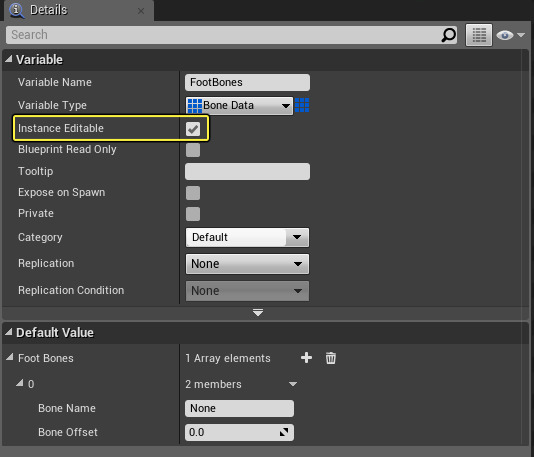 Details
Search
Variable
Variable Name FootBones
Variable Type Bone Data
Instance Editable
Blueprint Read Only
Tooltip
Expose on Spawn
Private
Category Default
Replication None
Replication Condition None
Default Value
Foot Bones 1 Array elements
0 2 members
Bone Name None
Bone Offset 0.0